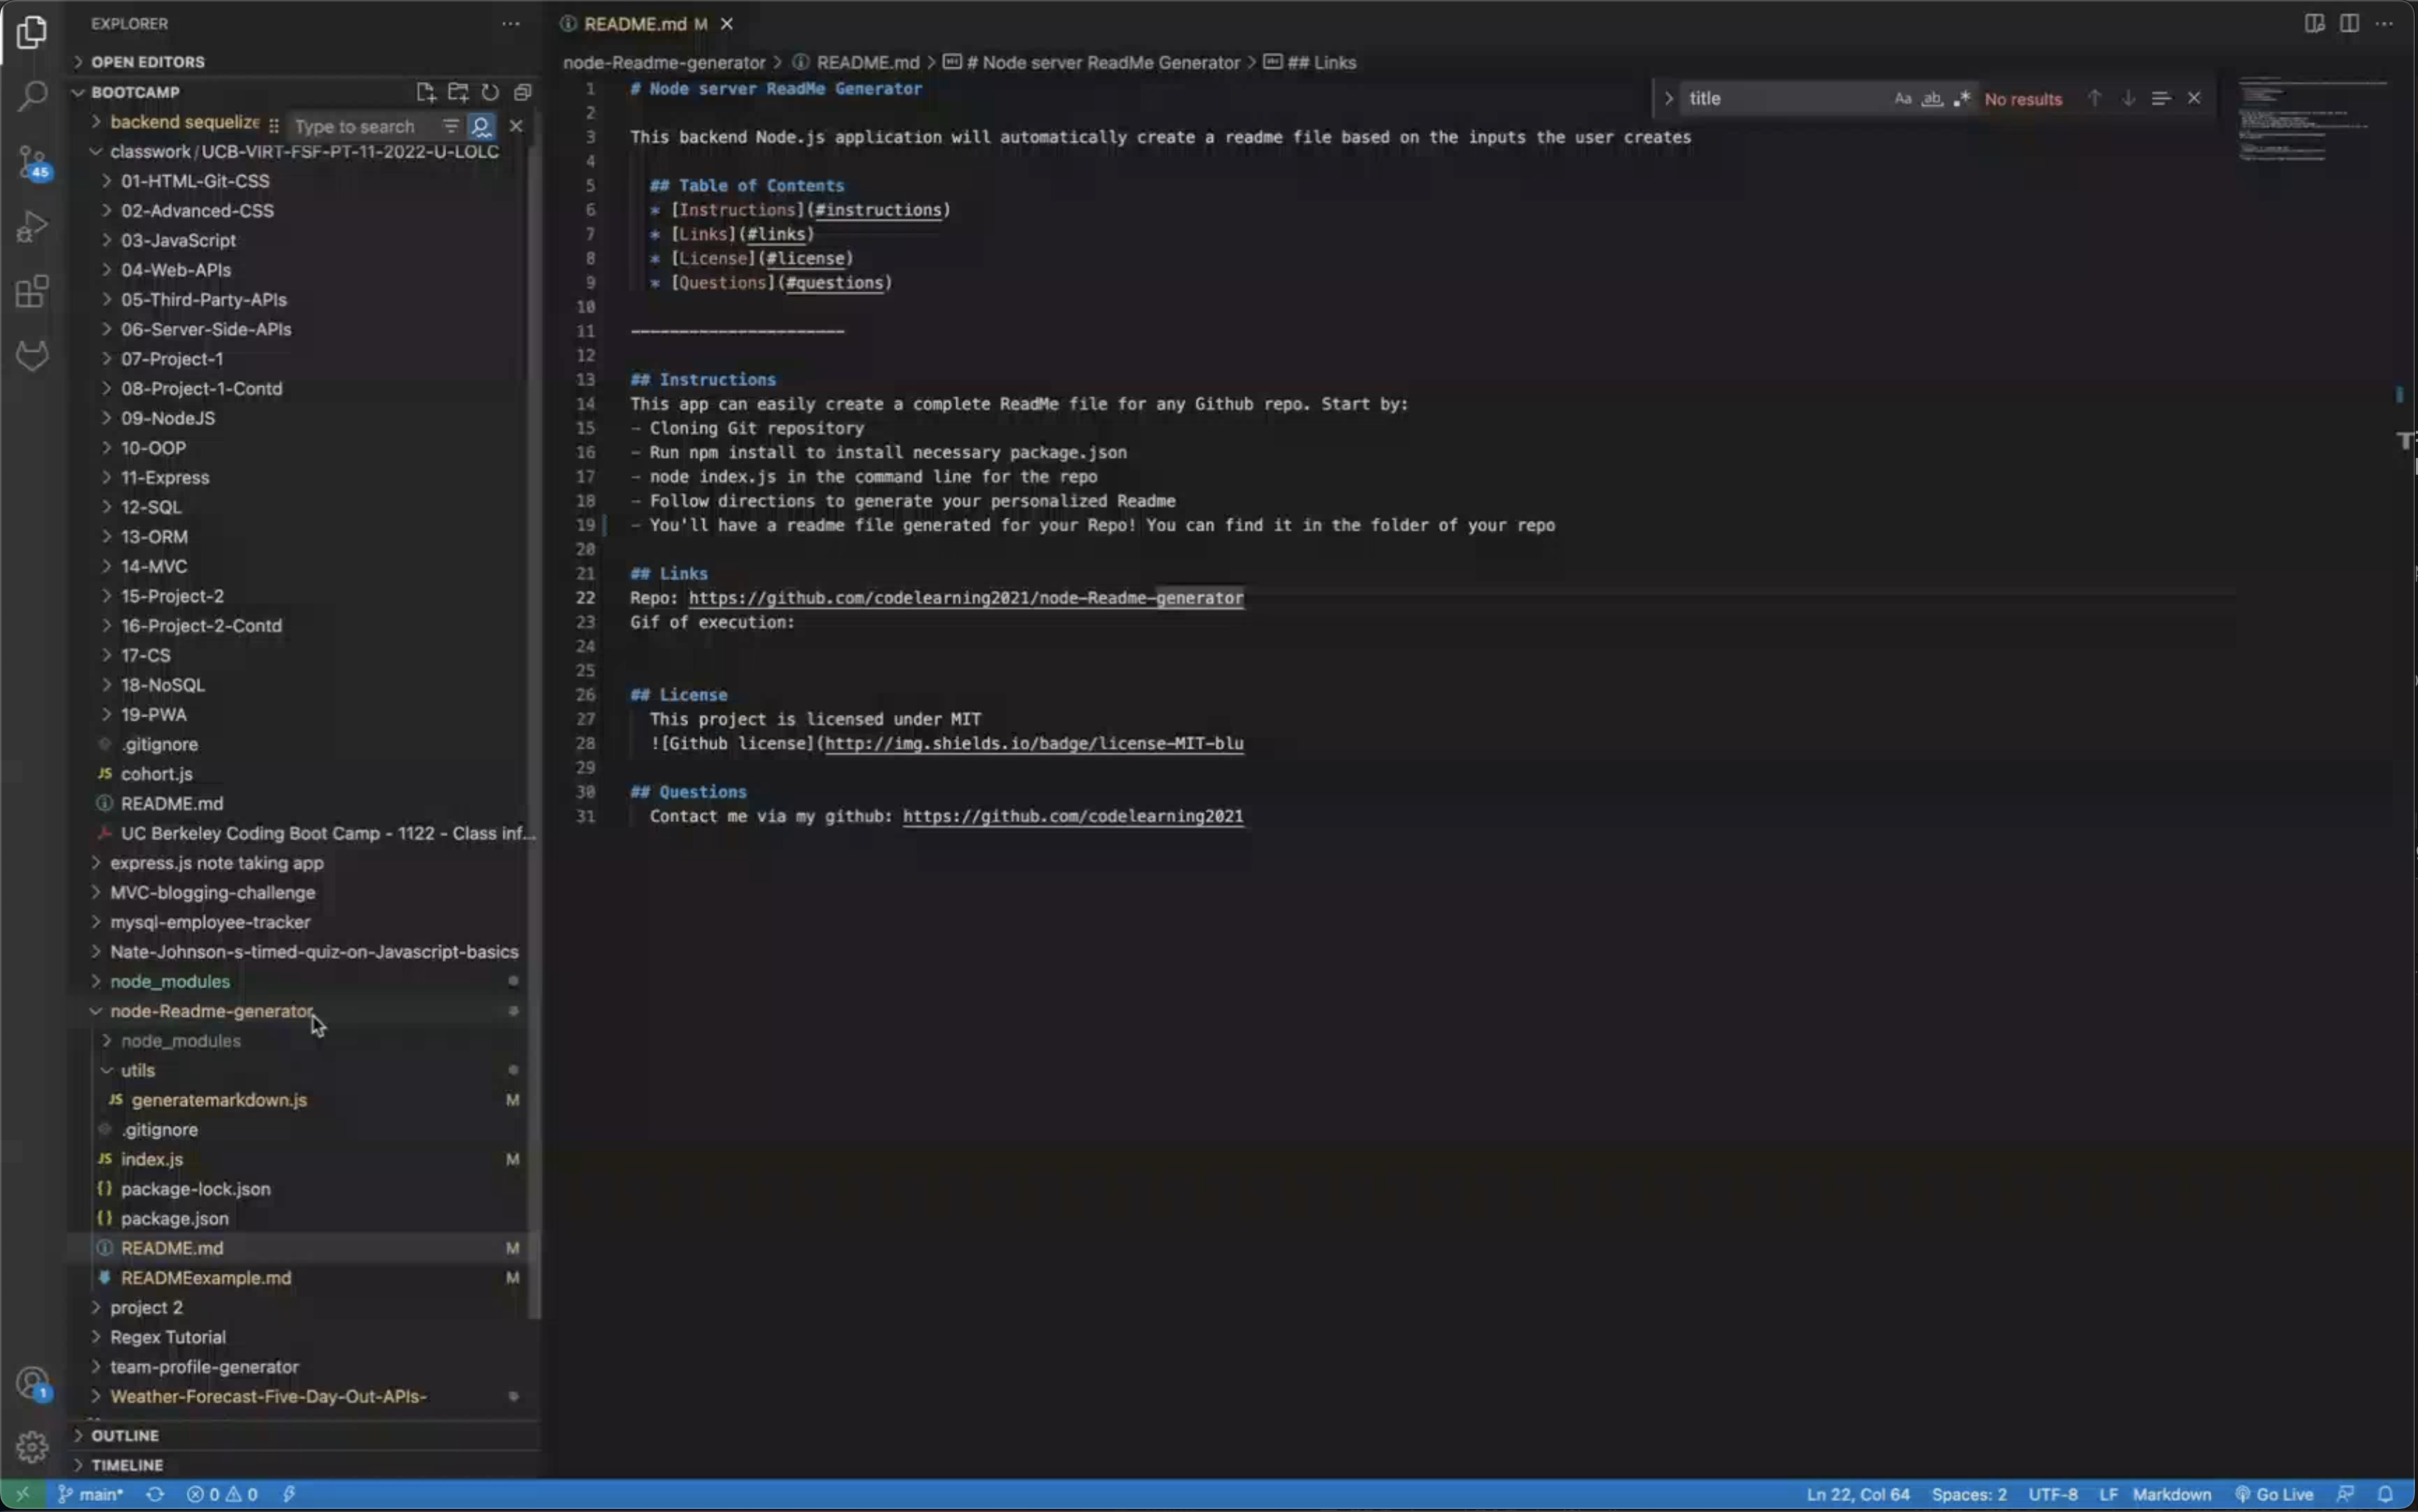 EXPLORER
OPEN EDITORS
BOOTCAMP
backend sequelize
Type to search
classwork/UCB-VIRT-FSF-PT-11-2022-U-LOLC
01-HTML-Git-CSS
02-Advanced-CSS
03-JavaScript
04-Web-APIs
05-Third-Party-APIs
06-Server-Side-APIs
07-Project-1
08-Project-1-Contd
09-NodeJS
10-OOP
11-Express
12-SQL
13-ORM
14-MVC
15-Project-2
16-Project-2-Contd
17-CS
18-NoSQL
19-PWA
.gitignore
JS cohort.js
README.md
UC Berkeley Coding Boot Camp - 1122 - Class inf...
express.js note taking app
MVC-blogging-challenge
mysql-employee-tracker
Nate-Johnson-s-timed-quiz-on-Javascript-basics
node_modules
node-Readme-generator
node_modules
utils
JS generatemarkdown.js M
.gitignore
JS index.js M
{} package-lock.json
{} package.json
README.md M
READMEexample.md M
project 2
Regex Tutorial
team-profile-generator
Weather-Forecast-Five-Day-Out-APIs-
OUTLINE
TIMELINE
45
1
README.md M
node-Readme-generator > README.md > # Node server ReadMe Generator > ## Links
title Aa ab .* No results
1 # Node server ReadMe Generator
2
3 This backend Node.js application will automatically create a readme file based on the inputs the user creates
4
5 ## Table of Contents
6 * [Instructions](#instructions)
7 * [Links](#links)
8 * [License](#license)
9 * [Questions](#questions)
10
11 ----------------------
12
13 ## Instructions
14 This app can easily create a complete ReadMe file for any Github repo. Start by:
15 - Cloning Git repository
16 - Run npm install to install necessary package.json
17 - node index.js in the command line for the repo
18 - Follow directions to generate your personalized Readme
19 - You'll have a readme file generated for your Repo! You can find it in the folder of your repo
20
21 ## Links
22 Repo: https://github.com/codelearning2021/node-Readme-generator
23 Gif of execution:
24
25
26 ## License
27 This project is licensed under MIT
28 ![Github license](http://img.shields.io/badge/license-MIT-blu
29
30 ## Questions
31 Contact me via my github: https://github.com/codelearning2021
main* 0 0 Ln 22, Col 64 Spaces: 2 UTF-8 LF Markdown Go Live